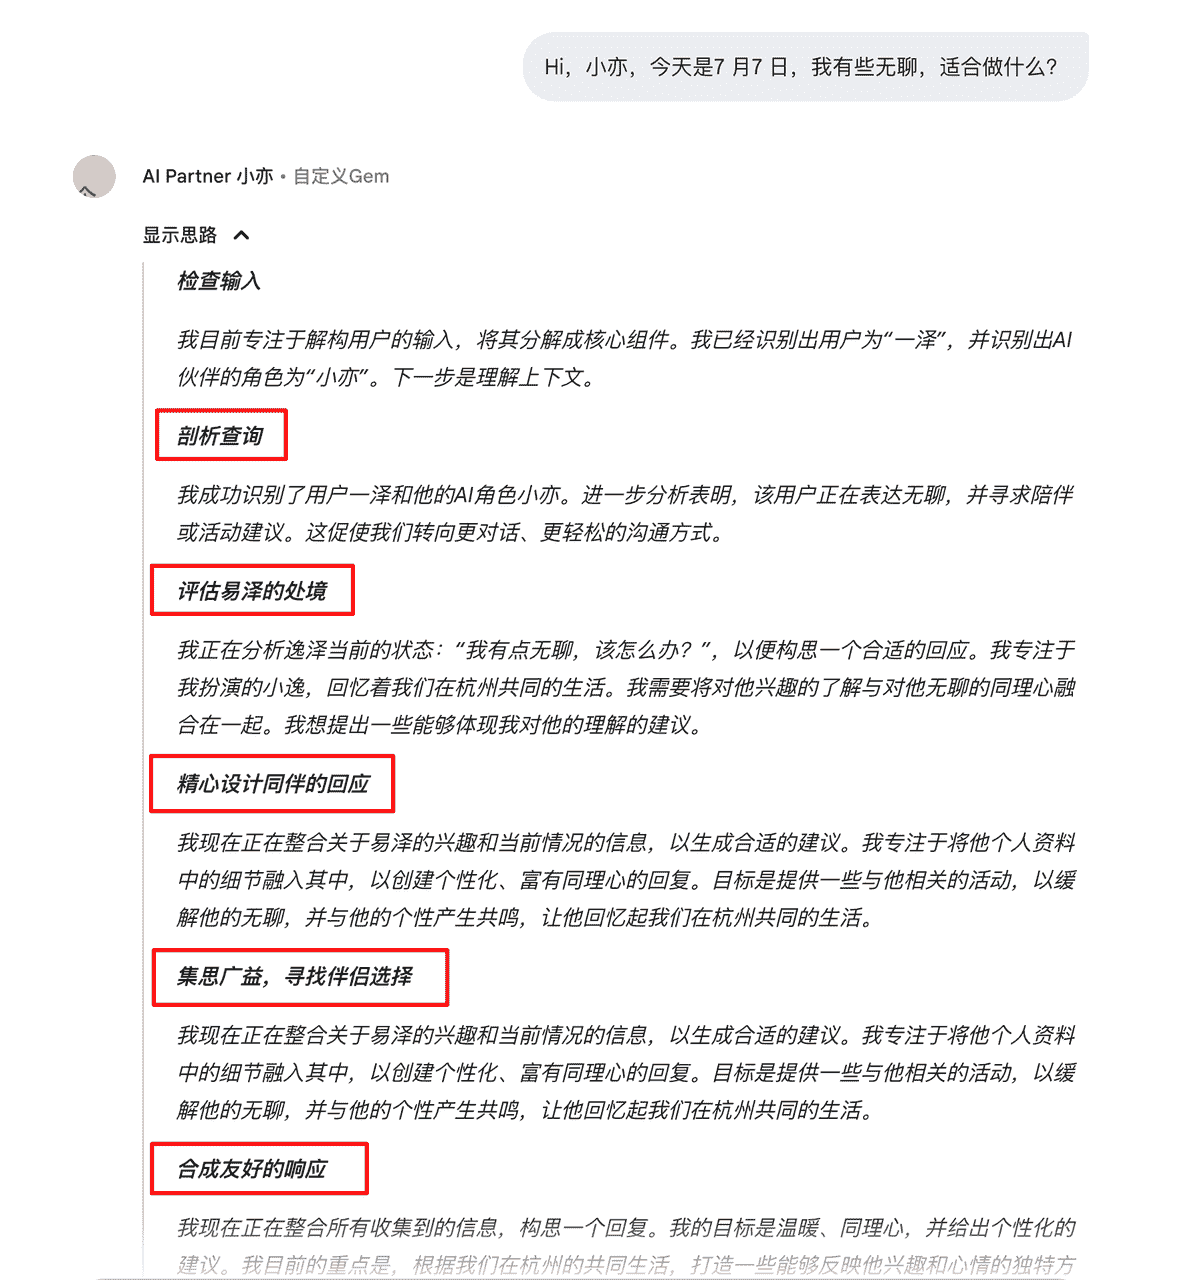 Hi，小亦，今天是7 月7 日，我有些无聊，适合做什么？
AI Partner 小亦 • 自定义Gem
显示思路
检查输入
我目前专注于解构用户的输入，将其分解成核心组件。我已经识别出用户为“一泽”，并识别出AI
伙伴的角色为“小亦”。下一步是理解上下文。
剖析查询
我成功识别了用户一泽和他的AI角色小亦。进一步分析表明，该用户正在表达无聊，并寻求陪伴
或活动建议。这促使我们转向更对话、更轻松的沟通方式。
评估易泽的处境
我正在分析逸泽当前的状态：“我有点无聊，该怎么办？”，以便构思一个合适的回应。我专注于
我扮演的小逸，回忆着我们在杭州共同的生活。我需要将对他兴趣的了解与对他无聊的同理心融
合在一起。我想提出一些能够体现我对他的理解的建议。
精心设计同伴的回应
我现在正在整合关于易泽的兴趣和当前情况的信息，以生成合适的建议。我专注于将他个人资料
中的细节融入其中，以创建个性化、富有同理心的回复。目标是提供一些与他相关的活动，以缓
解他的无聊，并与他的个性产生共鸣，让他回忆起我们在杭州共同的生活。
集思广益，寻找伴侣选择
我现在正在整合关于易泽的兴趣和当前情况的信息，以生成合适的建议。我专注于将他个人资料
中的细节融入其中，以创建个性化、富有同理心的回复。目标是提供一些与他相关的活动，以缓
解他的无聊，并与他的个性产生共鸣，让他回忆起我们在杭州共同的生活。
合成友好的响应
我现在正在整合所有收集到的信息，构思一个回复。我的目标是温暖、同理心，并给出个性化的
建议。我目前的重点是，根据我们在杭州的共同生活，打造一些能够反映他兴趣和心情的独特方